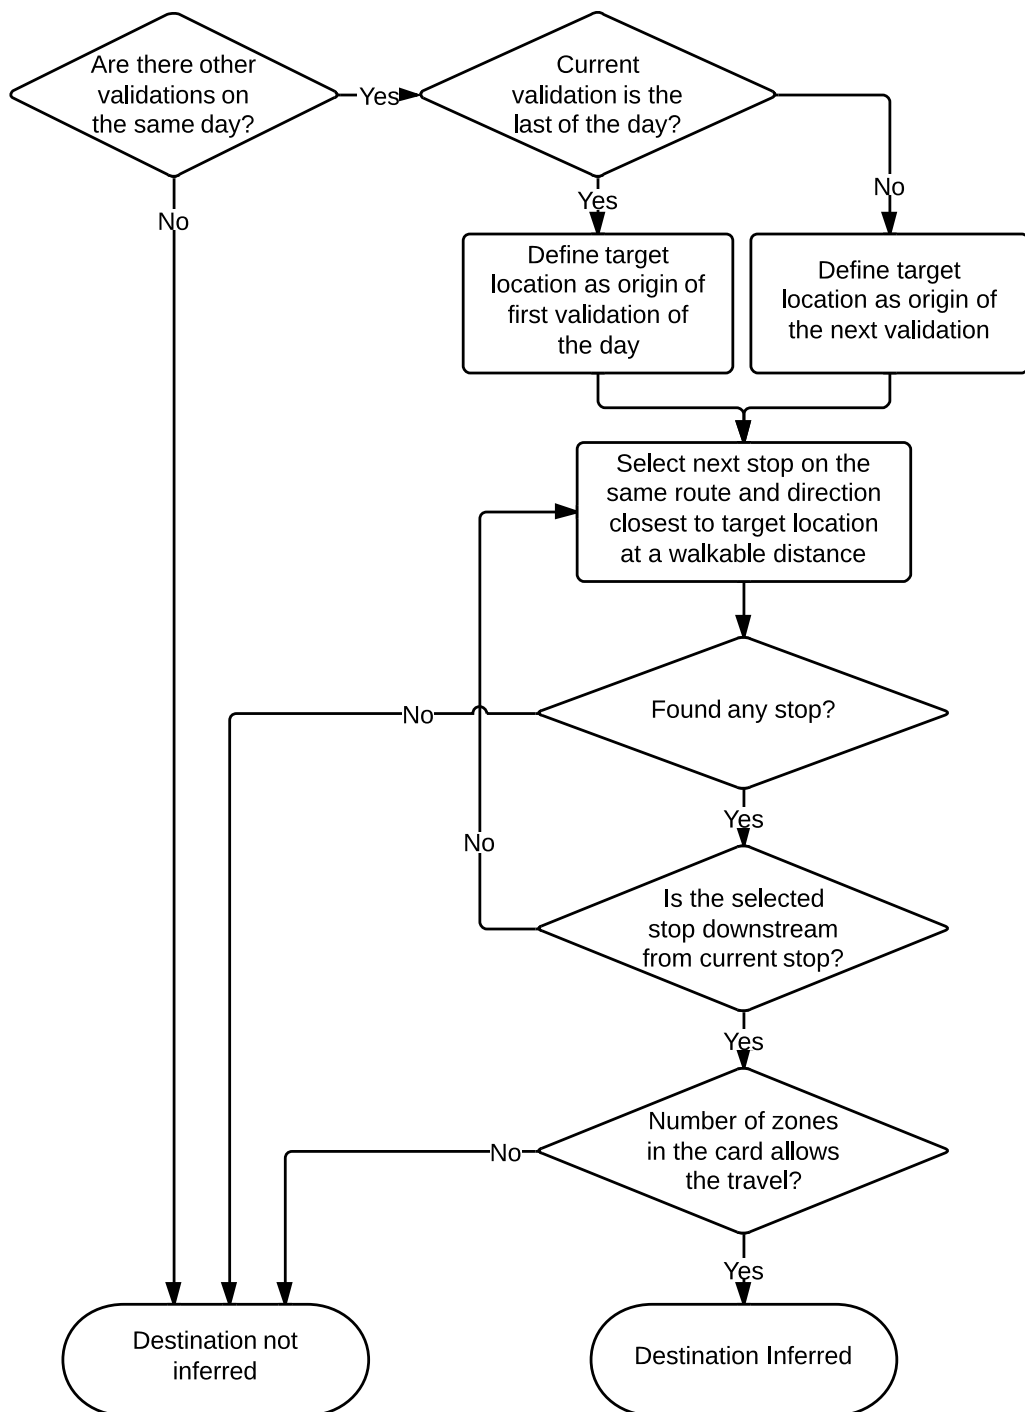 Are there other
validations on
the same day?
Yes
Current
validation is the
last of the day?
No
Yes
No
Define target
location as origin of
first validation of
the day
Define target
location as origin of
the next validation
Select next stop on the
same route and direction
closest to target location
at a walkable distance
Found any stop?
No
Yes
No
Is the selected
stop downstream
from current stop?
Yes
Number of zones
in the card allows
the travel?
No
Yes
Destination not
inferred
Destination Inferred